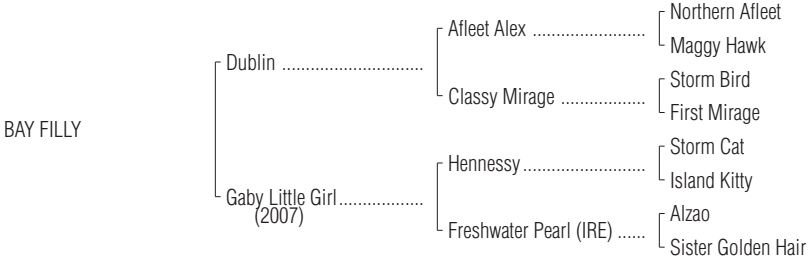 Northern Afleet
Afleet Alex ........................
Maggy Hawk
Dublin ..............................
Storm Bird
Classy Mirage ..................
First Mirage
BAY FILLY
Storm Cat
Hennessy..........................
Island Kitty
Gaby Little Girl..................
(2007)
Alzao
Freshwater Pearl (IRE) ......
Sister Golden Hair